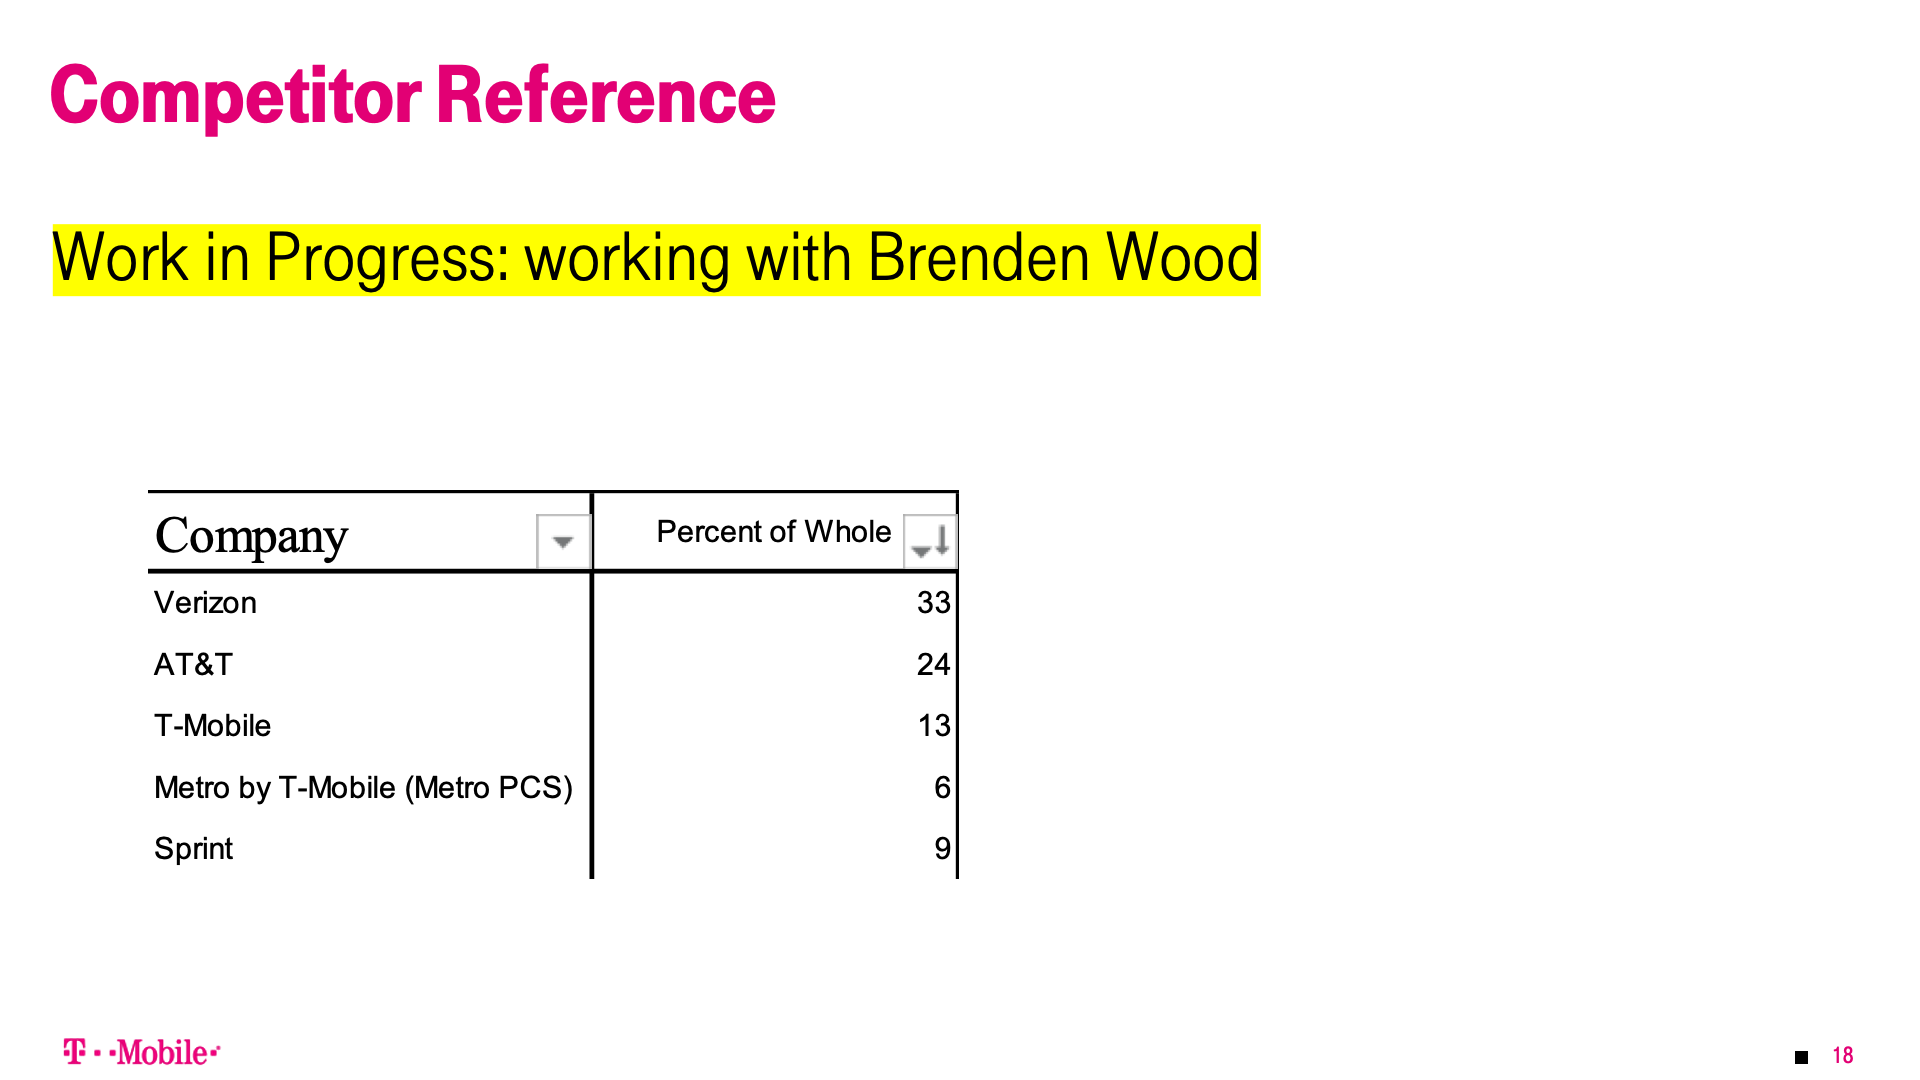 Competitor Reference
Work in Progress: working with Brenden Wood
Company Percent of Whole
Verizon 33
AT&T 24
T-Mobile 13
Metro by T-Mobile (Metro PCS) 6
Sprint 9
T··Mobile· 18